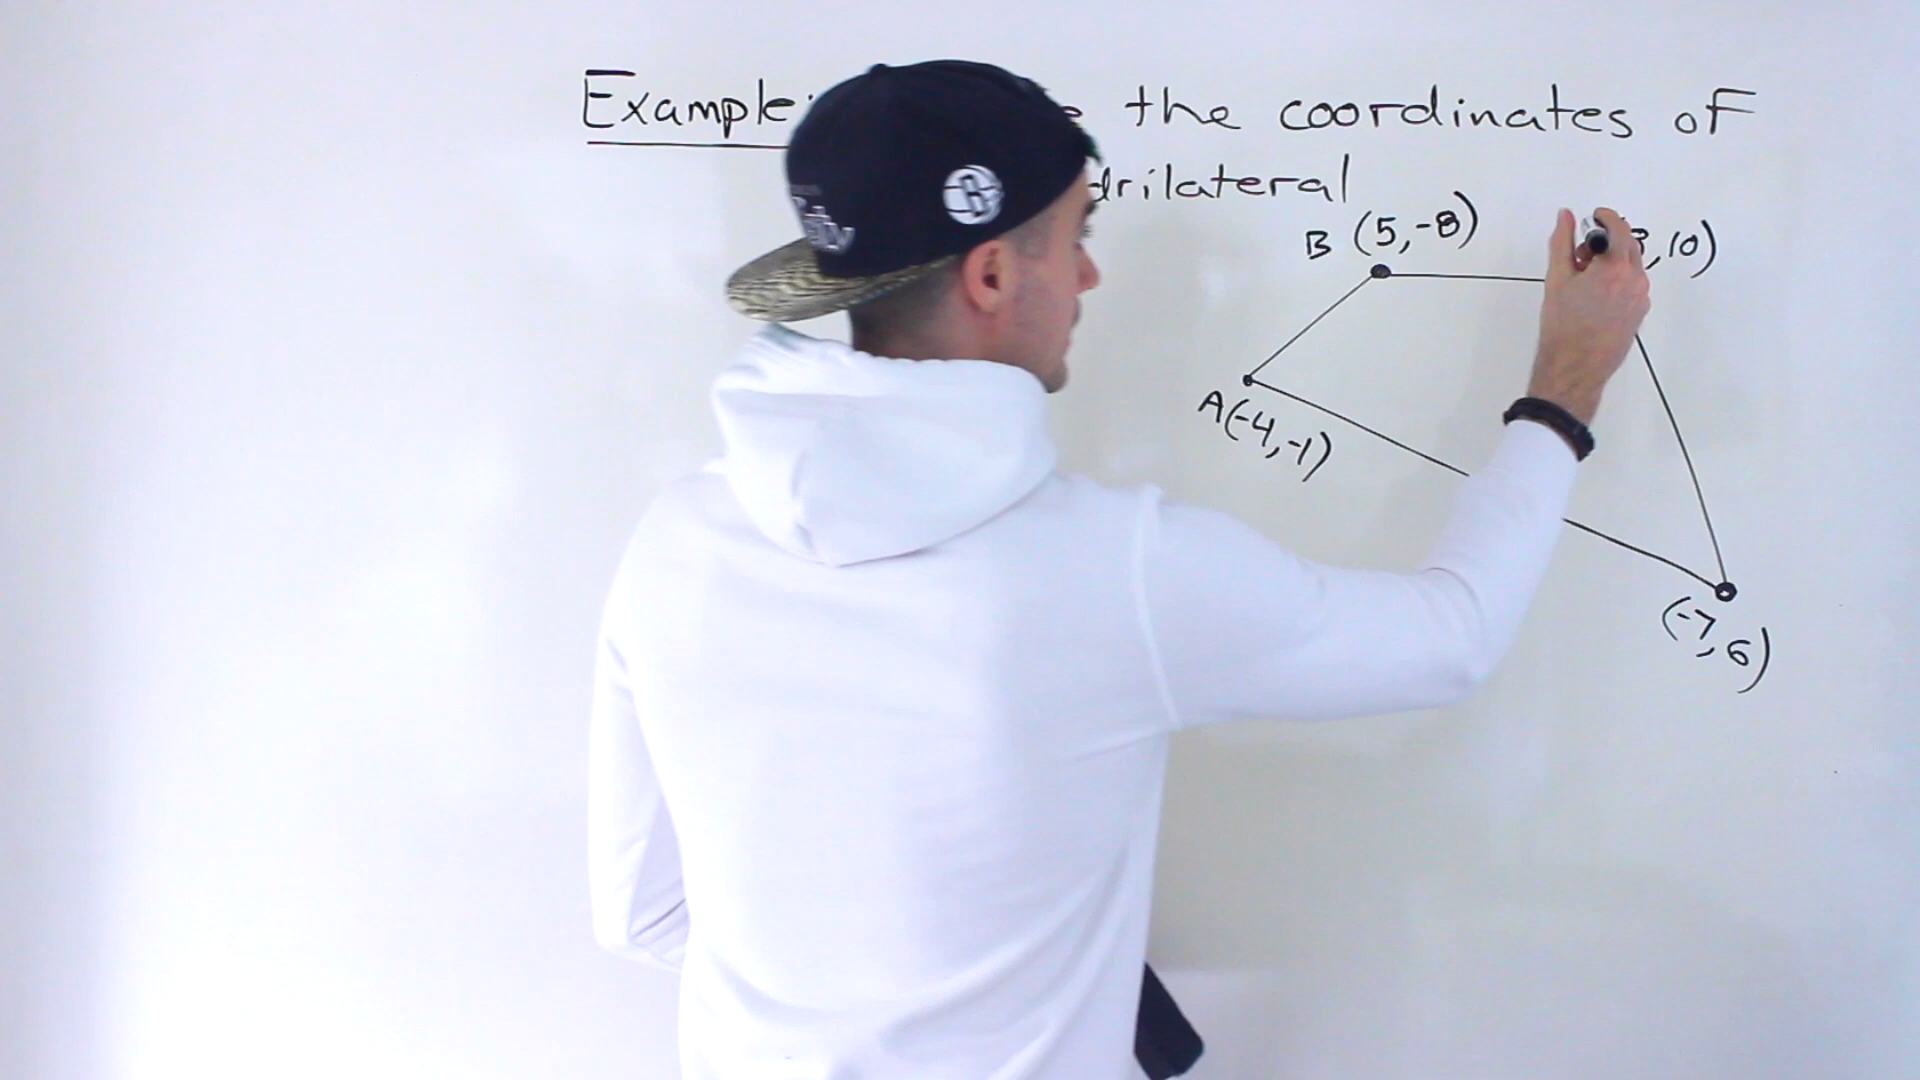 Example: the coordinates of
drilateral
B (5,-8)
,10)
A(-4,-1)
(-7,6)